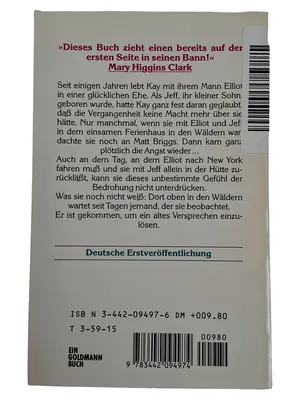 »Dieses Buch zieht einen bereits auf der
ersten Seite in seinen Bann!«
Mary Higgins Clark
Seit einigen Jahren lebt Kay mit ihrem Mann Elliot
in einer glücklichen Ehe. Als Jeff, ihr kleiner Sohn,
geboren wurde, hatte Kay ganz fest daran geglaubt,
daß die Vergangenheit keine Macht mehr über sie
hätte. Nur manchmal, wenn sie mit Elliot und Jeff
in dem einsamen Ferienhaus in den Wäldern war,
dachte sie noch an Matt Briggs. Dann kam ganz
plötzlich die Angst wieder ...
Auch an dem Tag, an dem Elliot nach New York
fahren muß und sie mit Jeff allein in der Hütte zu-
rückläßt, kann sie dieses unbestimmte Gefühl der
Bedrohung nicht unterdrücken.
Was sie noch nicht weiß: Dort oben in den Wäldern
wartet seit Tagen jemand, der sie beobachtet.
Er ist gekommen, um ein altes Versprechen einzu-
lösen.
Deutsche Erstveröffentlichung
ISBN 3-442-09497-6 DM +009.80
T 3-59-15
00980
EIN
GOLDMANN
BUCH
9 783442 094974